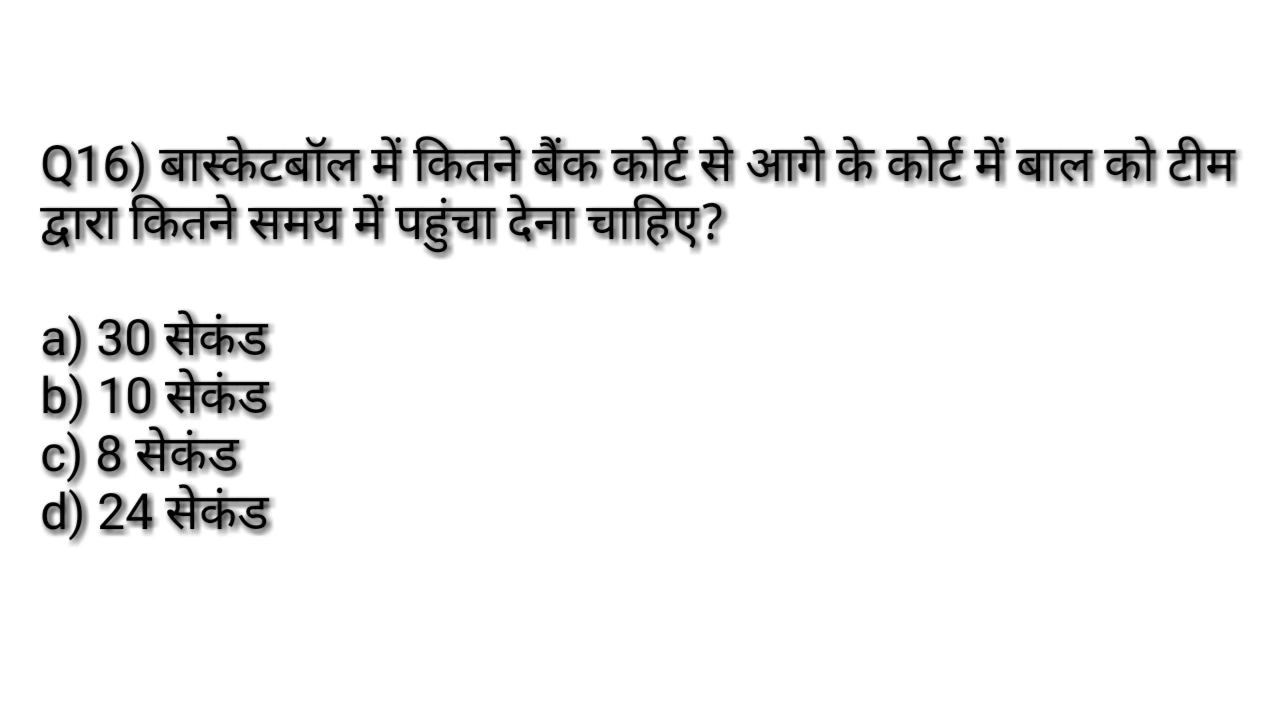 Q16) बास्केटबॉल में कितने बैंक कोर्ट से आगे के कोर्ट में बाल को टीम
द्वारा कितने समय में पहुंचा देना चाहिए?
a) 30 सेकंड
b) 10 सेकंड
c) 8 सेकंड
d) 24 सेकंड